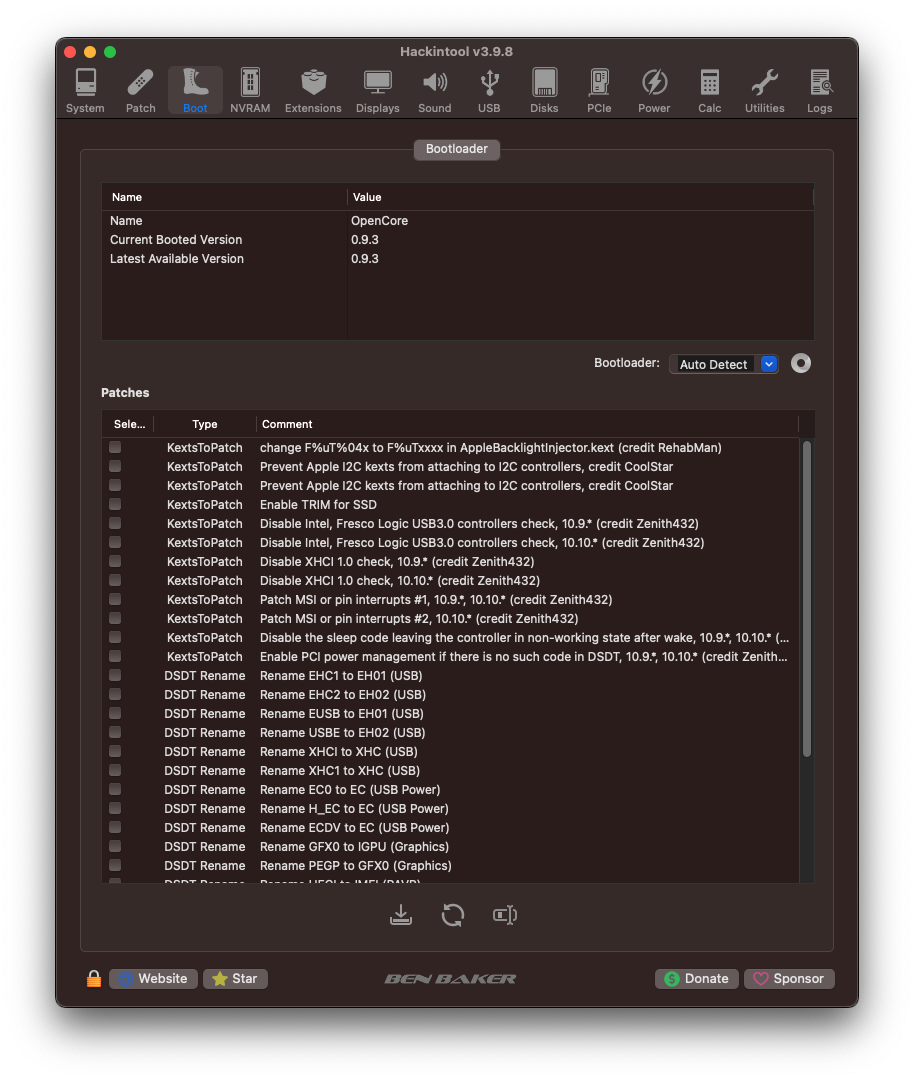 Hackintool v3.9.8
System Patch Boot NVRAM Extensions Displays Sound USB Disks PCIe Power Calc Utilities Logs
Bootloader
Name Value
Name OpenCore
Current Booted Version 0.9.3
Latest Available Version 0.9.3
Bootloader: Auto Detect
Patches
Sele... Type Comment
KextsToPatch change F%uT%04x to F%uTxxxx in AppleBacklightInjector.kext (credit RehabMan)
KextsToPatch Prevent Apple I2C kexts from attaching to I2C controllers, credit CoolStar
KextsToPatch Prevent Apple I2C kexts from attaching to I2C controllers, credit CoolStar
KextsToPatch Enable TRIM for SSD
KextsToPatch Disable Intel, Fresco Logic USB3.0 controllers check, 10.9.* (credit Zenith432)
KextsToPatch Disable Intel, Fresco Logic USB3.0 controllers check, 10.10.* (credit Zenith432)
KextsToPatch Disable XHCI 1.0 check, 10.9.* (credit Zenith432)
KextsToPatch Disable XHCI 1.0 check, 10.10.* (credit Zenith432)
KextsToPatch Patch MSI or pin interrupts #1, 10.9.*, 10.10.* (credit Zenith432)
KextsToPatch Patch MSI or pin interrupts #2, 10.10.* (credit Zenith432)
KextsToPatch Disable the sleep code leaving the controller in non-working state after wake, 10.9.*, 10.10.* (...
KextsToPatch Enable PCI power management if there is no such code in DSDT, 10.9.*, 10.10.* (credit Zenith...
DSDT Rename Rename EHC1 to EH01 (USB)
DSDT Rename Rename EHC2 to EH02 (USB)
DSDT Rename Rename EUSB to EH01 (USB)
DSDT Rename Rename USBE to EH02 (USB)
DSDT Rename Rename XHCI to XHC (USB)
DSDT Rename Rename XHC1 to XHC (USB)
DSDT Rename Rename EC0 to EC (USB Power)
DSDT Rename Rename H_EC to EC (USB Power)
DSDT Rename Rename ECDV to EC (USB Power)
DSDT Rename Rename GFX0 to IGPU (Graphics)
DSDT Rename Rename PEGP to GFX0 (Graphics)
DSDT Rename Rename
Website Star BEN BAKER Donate Sponsor